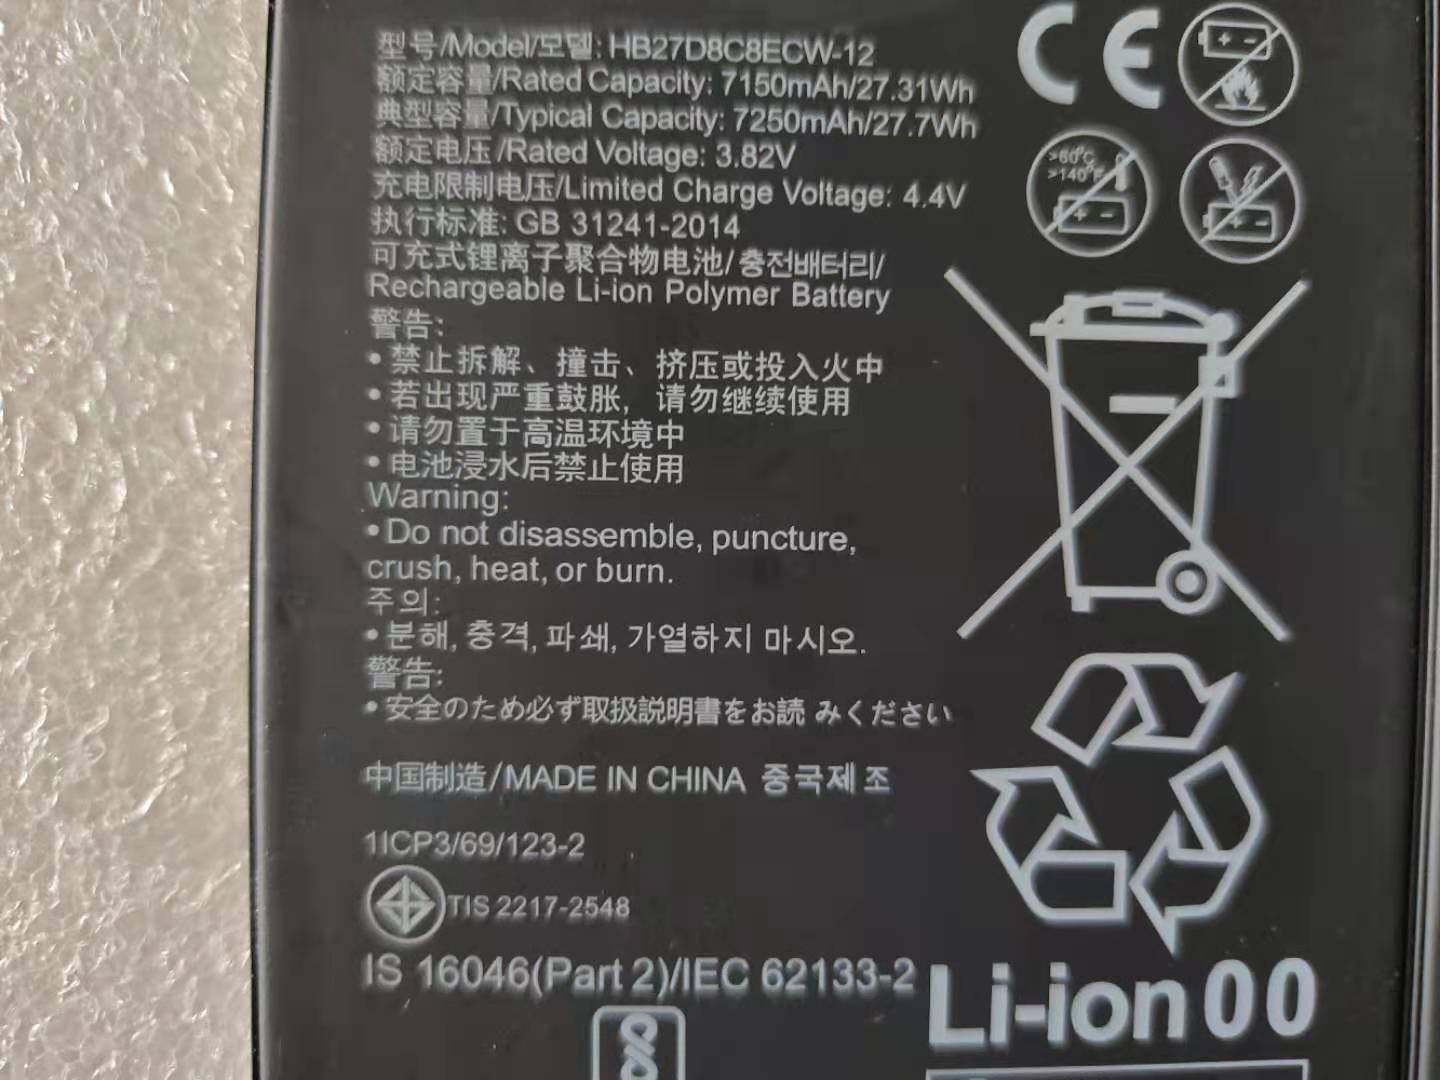 型号/Model/모델: HB27D8C8ECW-12
额定容量/Rated Capacity: 7150mAh/27.31Wh
典型容量/Typical Capacity: 7250mAh/27.7Wh
额定电压/Rated Voltage: 3.82V
充电限制电压/Limited Charge Voltage: 4.4V
执行标准: GB 31241-2014
可充式锂离子聚合物电池/충전배터리/
Rechargeable Li-ion Polymer Battery
警告:
•禁止拆解、撞击、挤压或投入火中
•若出现严重鼓胀，请勿继续使用
•请勿置于高温环境中
•电池浸水后禁止使用
Warning:
•Do not disassemble, puncture,
crush, heat, or burn.
주의:
•분해, 충격, 파쇄, 가열하지 마시오.
警告:
•安全のため必ず取扱説明書をお読 みください
中国制造/MADE IN CHINA 중국제조
1ICP3/69/123-2
TIS 2217-2548
IS 16046(Part 2)/IEC 62133-2
CE
>60°C
>140°F
Li-ion 00